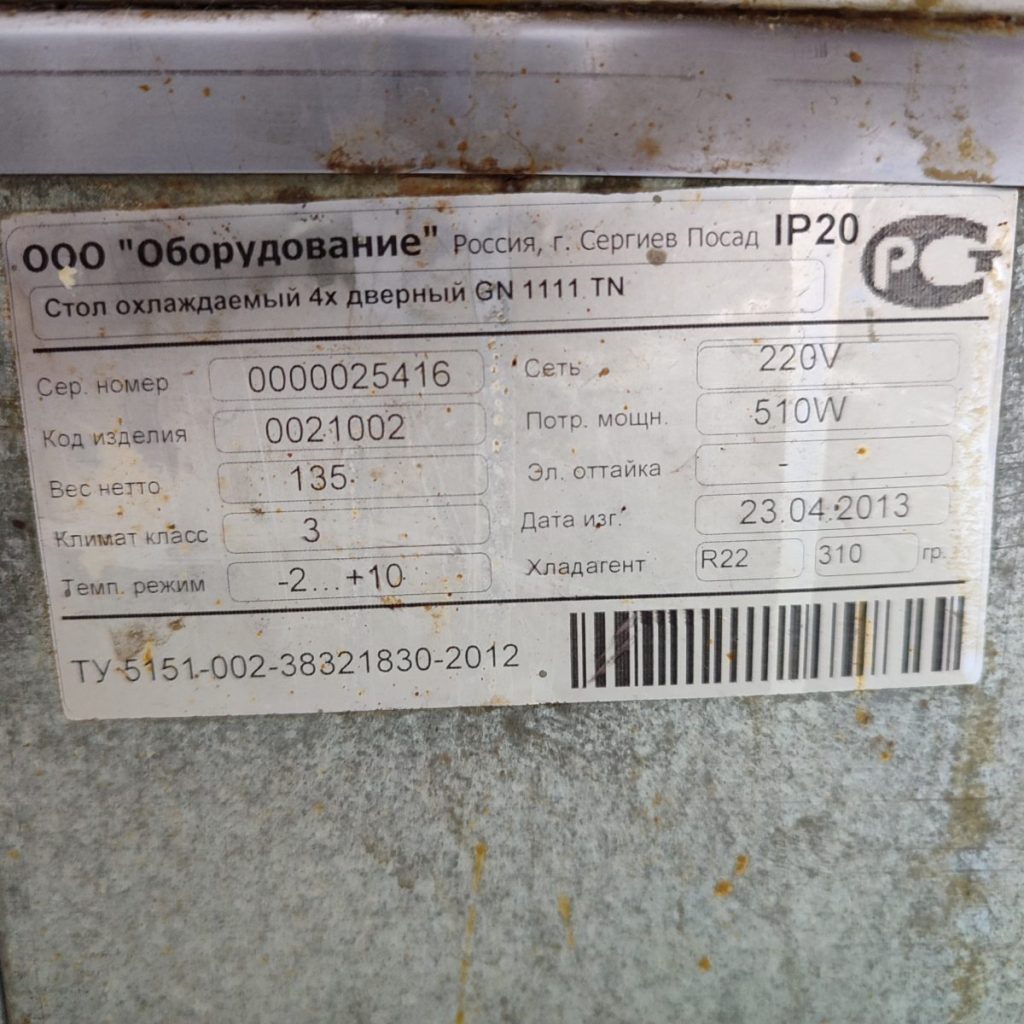 ООО "Оборудование" Россия, г. Сергиев Посад IP20
РСТ
Стол охлаждаемый 4х дверный GN 1111 TN
Сер. номер 0000025416 Сеть 220V
Код изделия 0021002 Потр. мощн. 510W
Вес нетто 135 Эл. оттайка -
Климат класс 3 Дата изг. 23.04.2013
Темп. режим -2...+10 Хладагент R22 310 гр.
ТУ 5151-002-38321830-2012